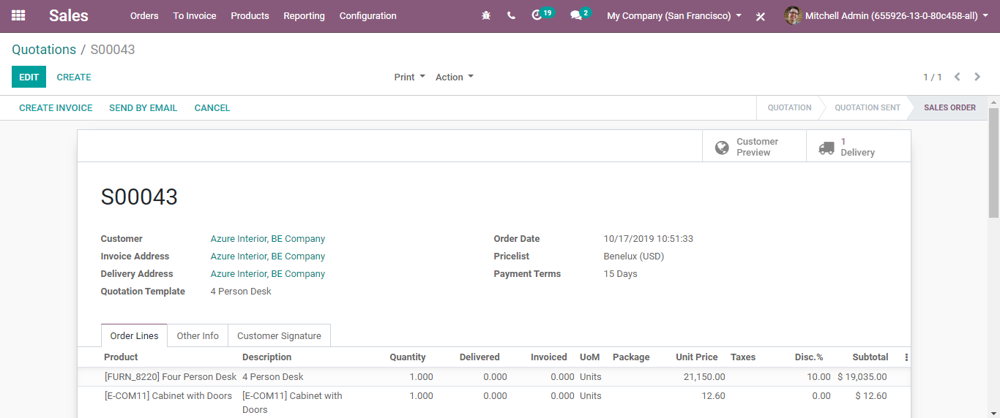 Sales Orders To Invoice Products Reporting Configuration 19 2 My Company (San Francisco) Mitchell Admin (655926-13-0-80c458-all)
Quotations / S00043
EDIT CREATE Print Action 1 / 1
CREATE INVOICE SEND BY EMAIL CANCEL QUOTATION QUOTATION SENT SALES ORDER
Customer 1
Preview Delivery
S00043
Customer Azure Interior, BE Company Order Date 10/17/2019 10:51:33
Invoice Address Azure Interior, BE Company Pricelist Benelux (USD)
Delivery Address Azure Interior, BE Company Payment Terms 15 Days
Quotation Template 4 Person Desk
Order Lines Other Info Customer Signature
Product Description Quantity Delivered Invoiced UoM Package Unit Price Taxes Disc.% Subtotal
[FURN_8220] Four Person Desk 4 Person Desk 1.000 0.000 0.000 Units 21,150.00 10.00 $ 19,035.00
[E-COM11] Cabinet with Doors [E-COM11] Cabinet with 1.000 0.000 0.000 Units 12.60 0.00 $ 12.60
Doors